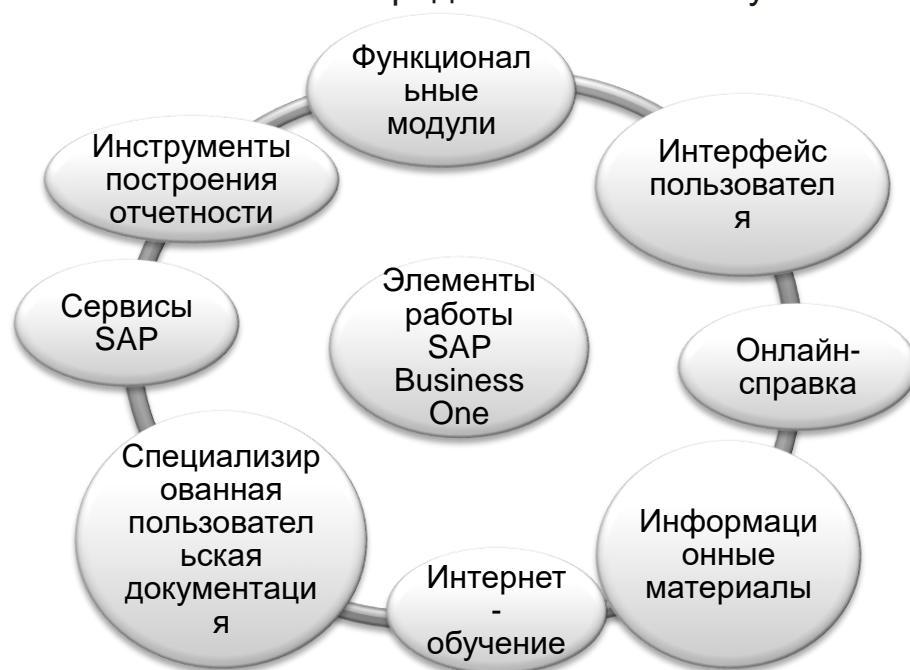 Функционал
ьные
модули
Интерфейс
пользовател
я
Онлайн-
справка
Информаци
онные
материалы
Интернет
-
обучение
Специализир
ованная
пользовател
ьская
документаци
я
Сервисы
SAP
Инструменты
построения
отчетности
Элементы
работы
SAP
Business
One